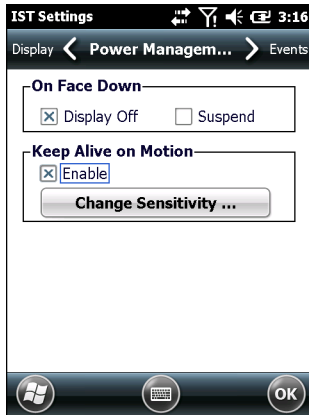 IST Settings 3:16
Display Power Managem... Events
On Face Down
Display Off Suspend
Keep Alive on Motion
Enable
Change Sensitivity ...
OK